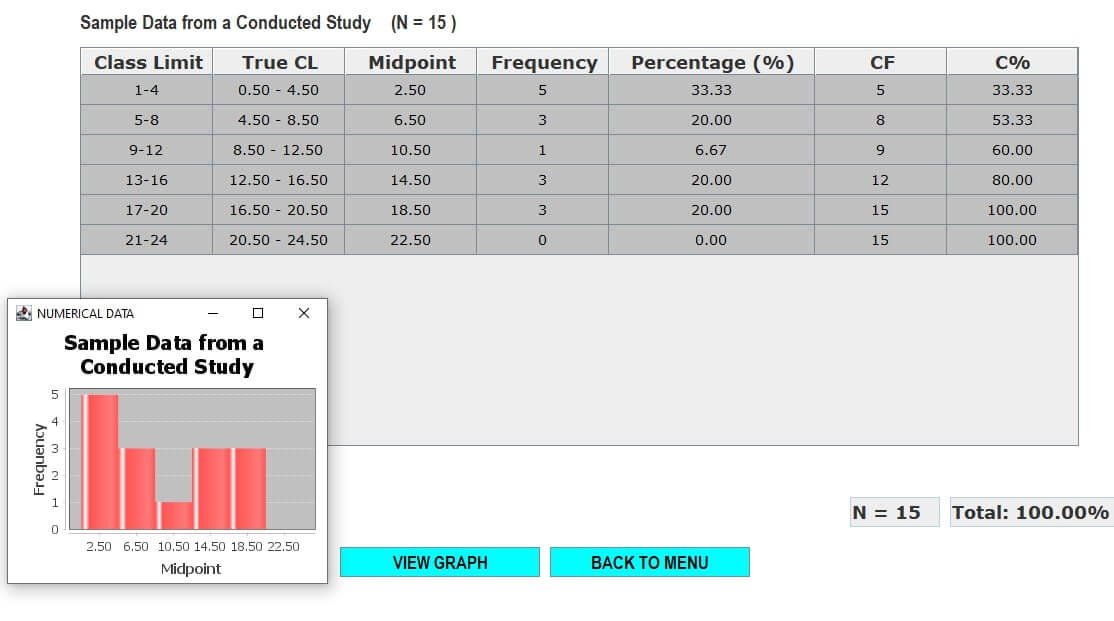 Sample Data from a Conducted Study (N = 15 )
Class Limit True CL Midpoint Frequency Percentage (%) CF C%
1-4 0.50 - 4.50 2.50 5 33.33 5 33.33
5-8 4.50 - 8.50 6.50 3 20.00 8 53.33
9-12 8.50 - 12.50 10.50 1 6.67 9 60.00
13-16 12.50 - 16.50 14.50 3 20.00 12 80.00
17-20 16.50 - 20.50 18.50 3 20.00 15 100.00
21-24 20.50 - 24.50 22.50 0 0.00 15 100.00
NUMERICAL DATA
Sample Data from a
Conducted Study
5
4
3
2
1
0
Frequency
2.50 6.50 10.50 14.50 18.50 22.50
Midpoint
N = 15 Total: 100.00%
VIEW GRAPH BACK TO MENU